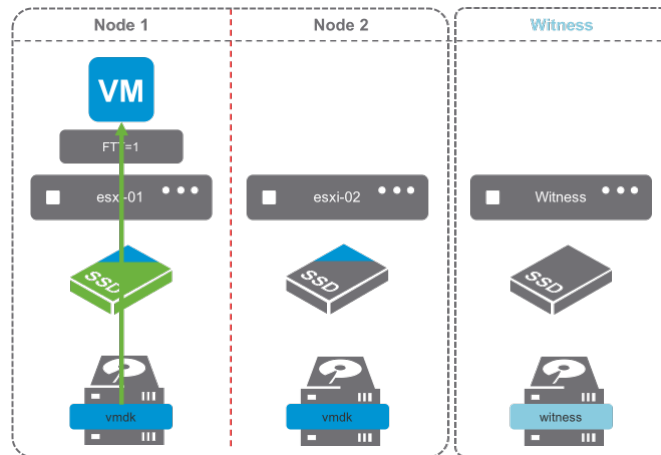 Node 1
Node 2
Witness
VM
FTT=1
esxi-01
esxi-02
Witness
SSD
SSD
SSD
vmdk
vmdk
witness